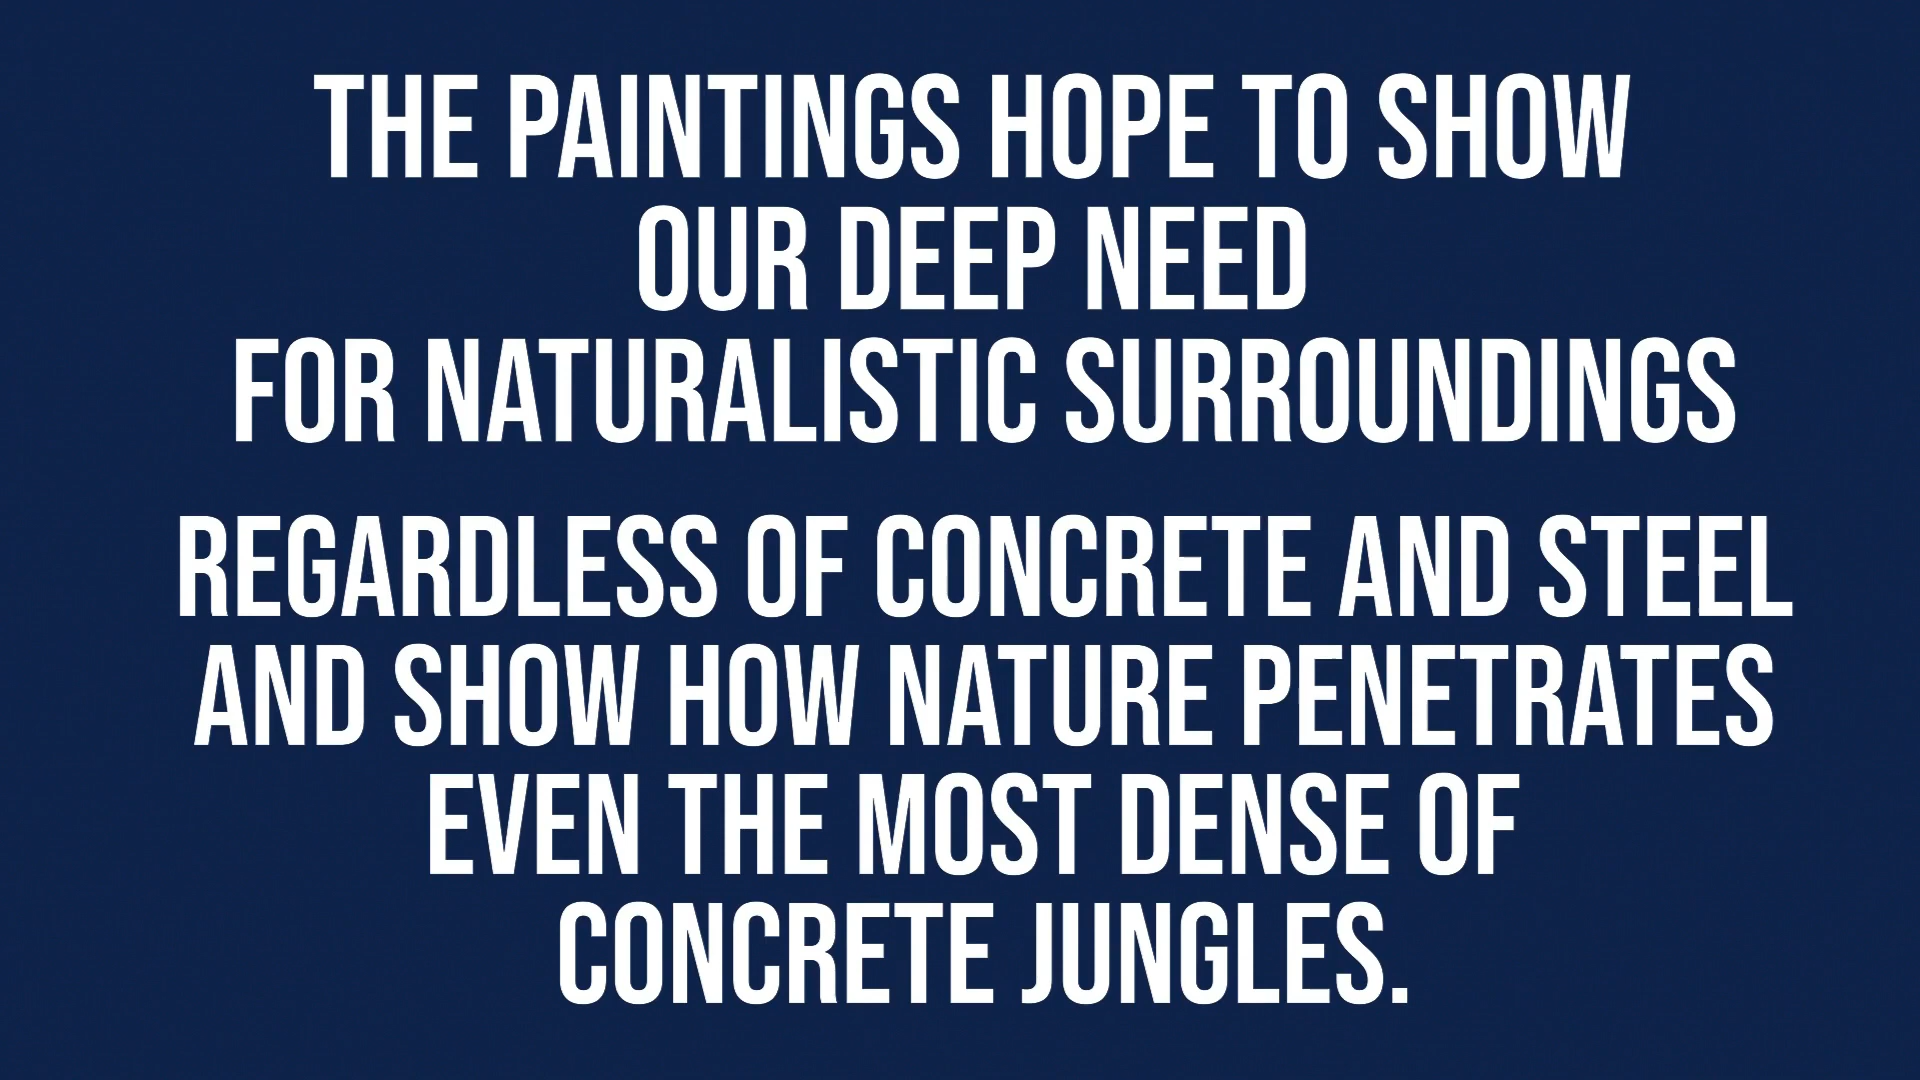 THE PAINTINGS HOPE TO SHOW
OUR DEEP NEED
FOR NATURALISTIC SURROUNDINGS
REGARDLESS OF CONCRETE AND STEEL
AND SHOW HOW NATURE PENETRATES
EVEN THE MOST DENSE OF
CONCRETE JUNGLES.